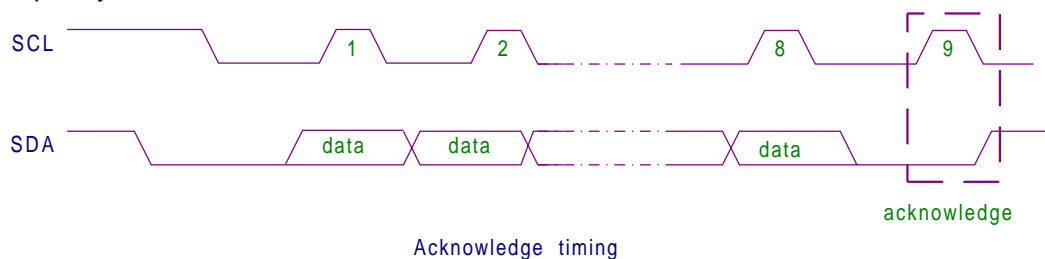 SCL 1 2 8 9
SDA data data data
acknowledge
Acknowledge timing